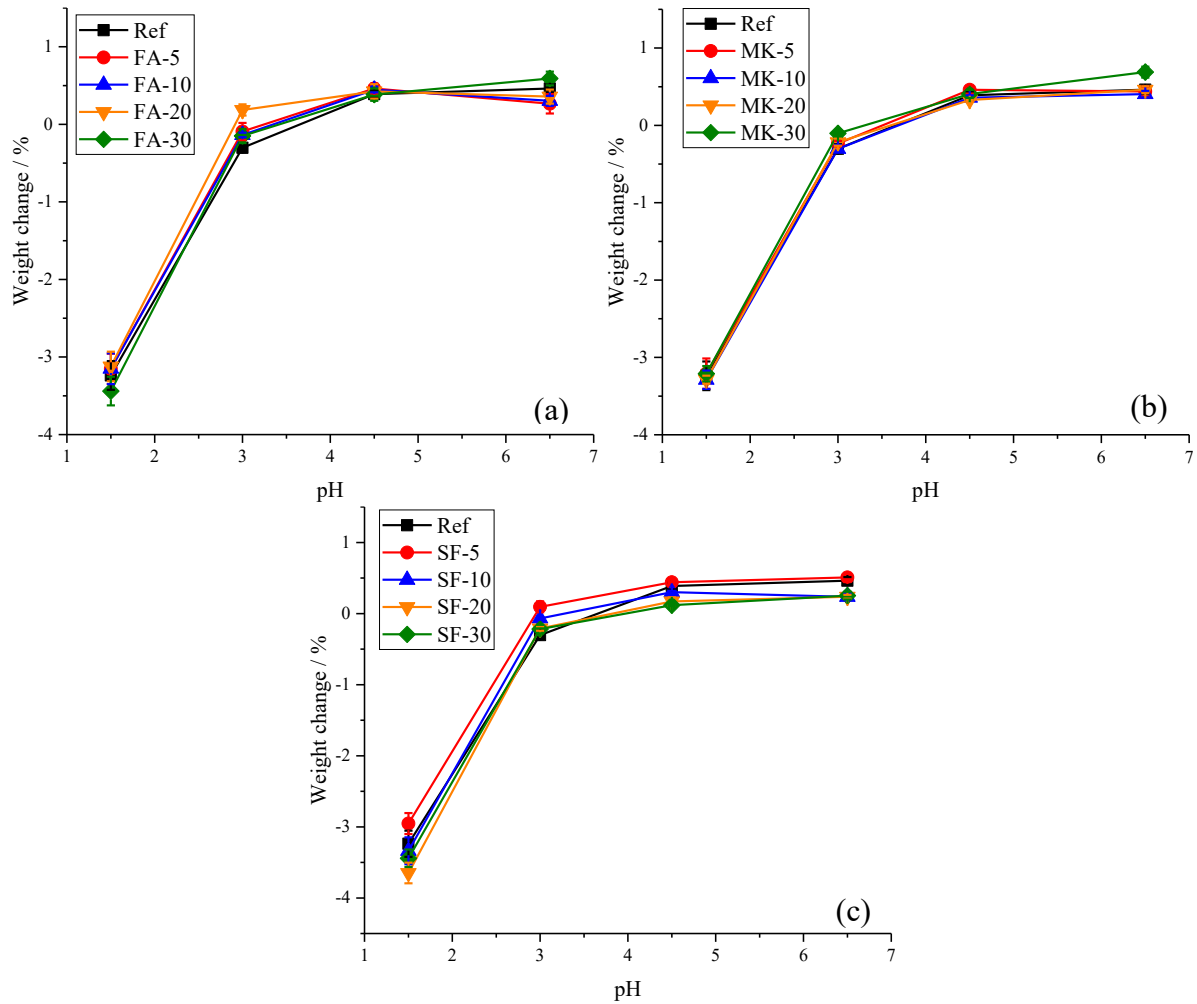 Ref
FA-5
FA-10
FA-20
FA-30
1
0
-1
-2
-3
-4
Weight change / %
1 2 3 4 5 6 7
pH
(a)
Ref
MK-5
MK-10
MK-20
MK-30
1
0
-1
-2
-3
-4
Weight change / %
1 2 3 4 5 6 7
pH
(b)
Ref
SF-5
SF-10
SF-20
SF-30
1
0
-1
-2
-3
-4
Weight change / %
1 2 3 4 5 6 7
pH
(c)